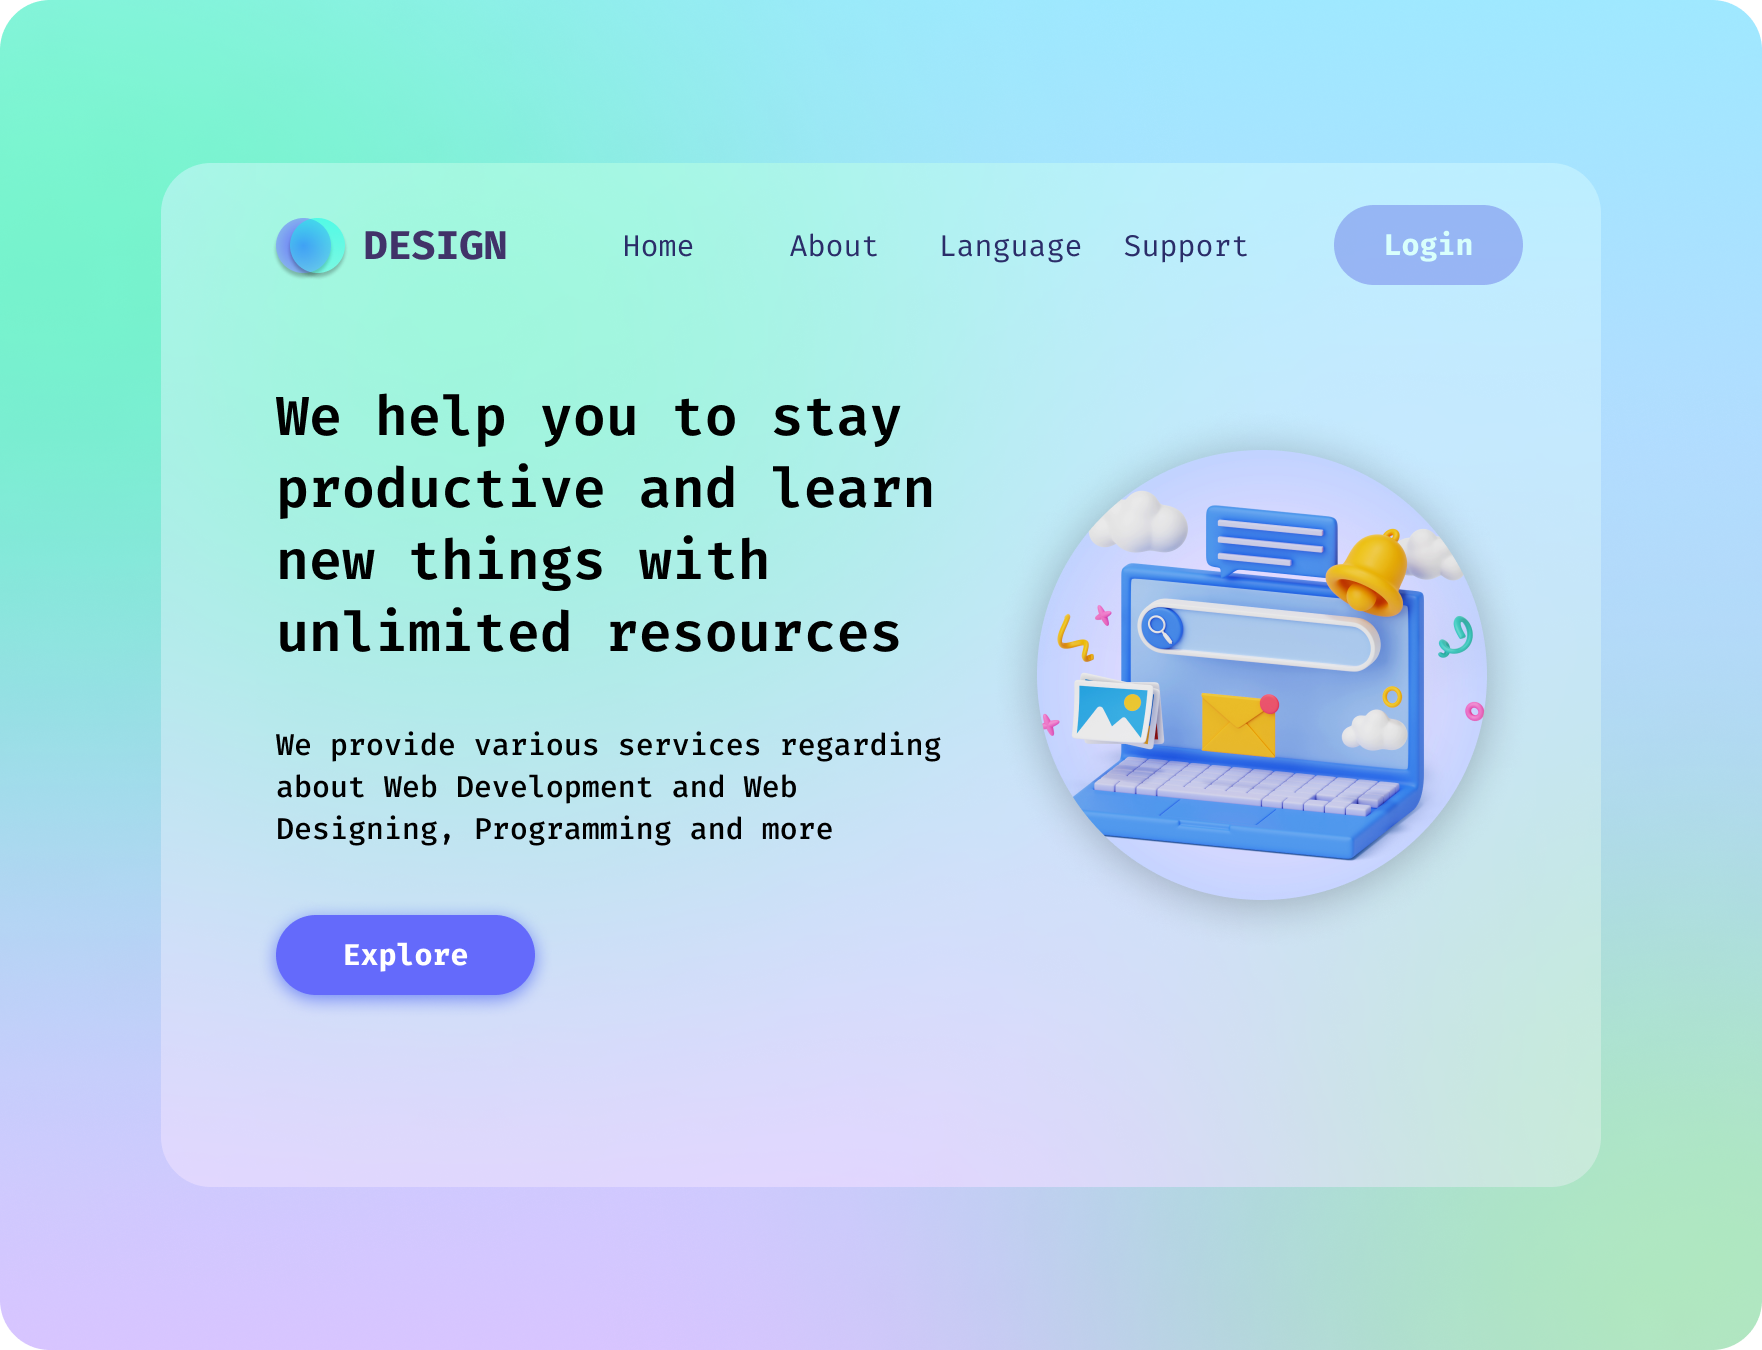 DESIGN
Home
About
Language
Support
Login
We help you to stay
productive and learn
new things with
unlimited resources
We provide various services regarding
about Web Development and Web
Designing, Programming and more
Explore